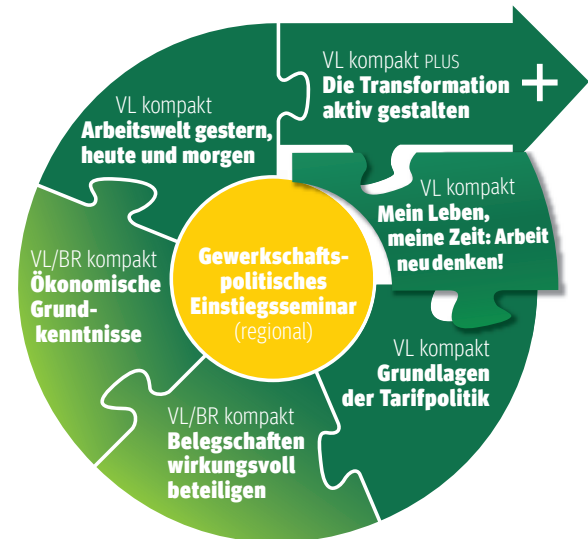 VL kompakt PLUS
Die Transformation
aktiv gestalten
+
VL kompakt
Arbeitswelt gestern,
heute und morgen
VL kompakt
Mein Leben,
meine Zeit: Arbeit
neu denken!
Gewerkschafts-
politisches
Einstiegsseminar
(regional)
VL/BR kompakt
Ökonomische
Grund-
kenntnisse
VL kompakt
Grundlagen
der Tarifpolitik
VL/BR kompakt
Belegschaften
wirkungsvoll
beteiligen